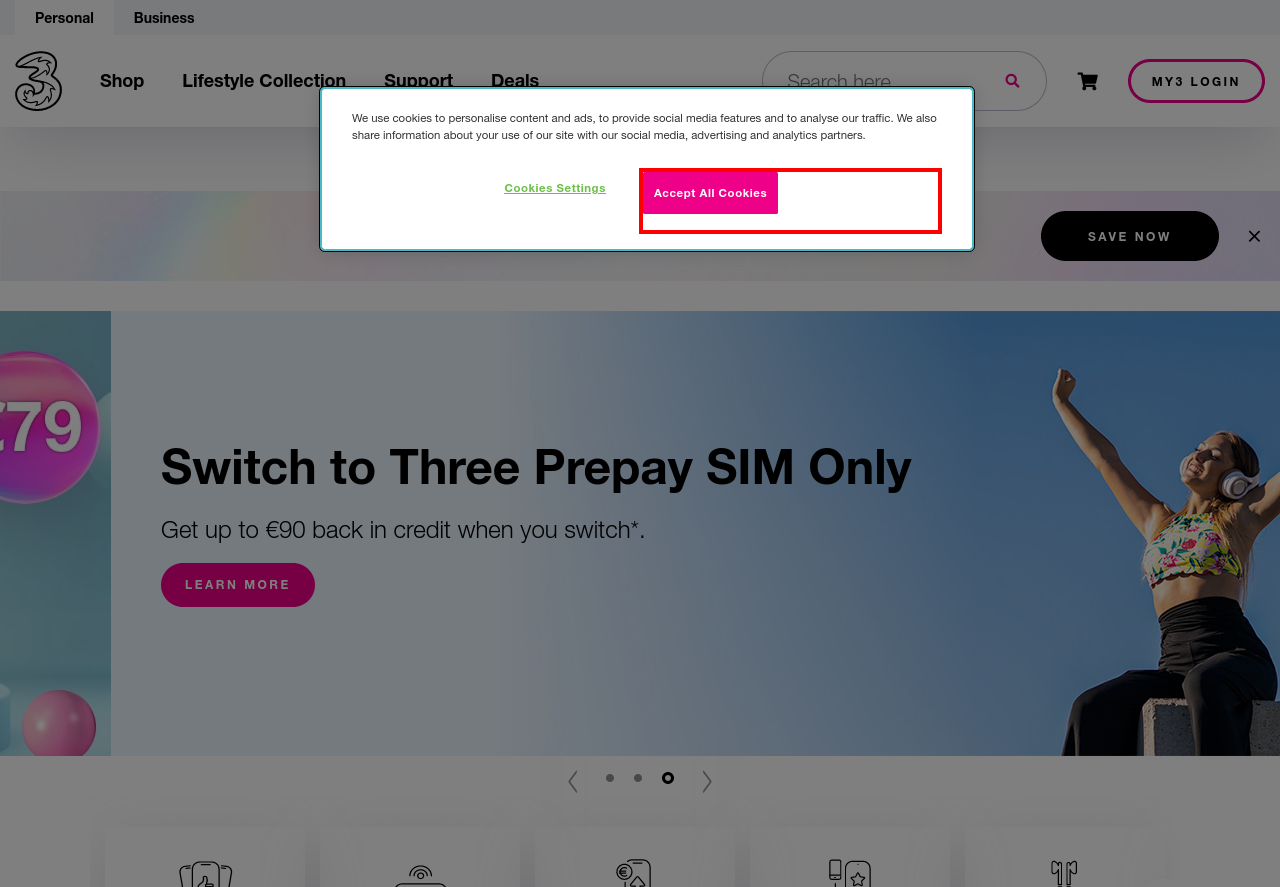 Personal
Business
Shop
Lifestyle Collection
Support
Deals
Search here
MY3 LOGIN
We use cookies to personalise content and ads, to provide social media features and to analyse our traffic. We also
share information about your use of our site with our social media, advertising and analytics partners.
Cookies Settings
Accept All Cookies
SAVE NOW
€79
Switch to Three Prepay SIM Only
Get up to €90 back in credit when you switch*.
LEARN MORE